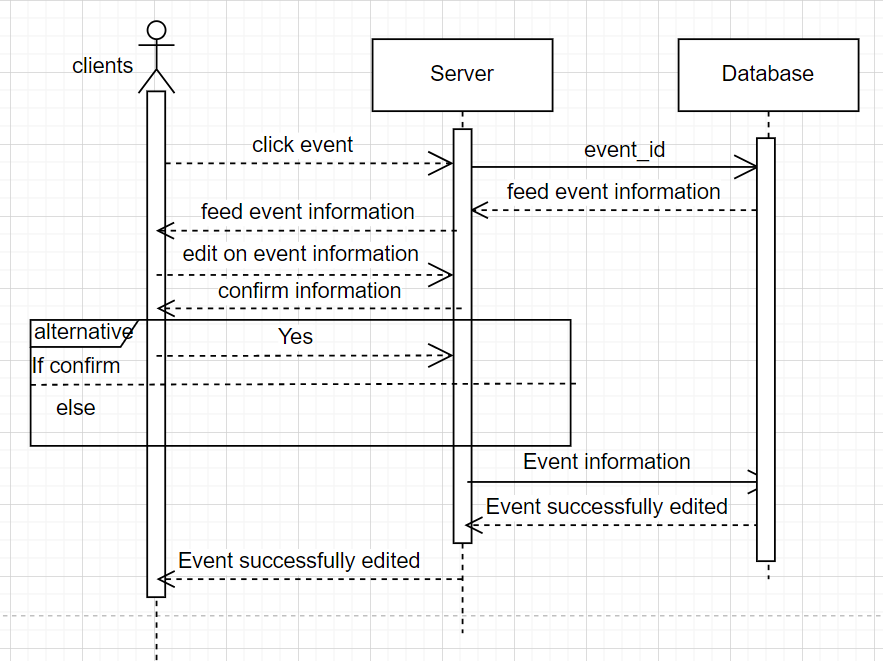 clients
Server
Database
click event
event_id
feed event information
feed event information
edit on event information
confirm information
alternative
Yes
If confirm
else
Event information
Event successfully edited
Event successfully edited